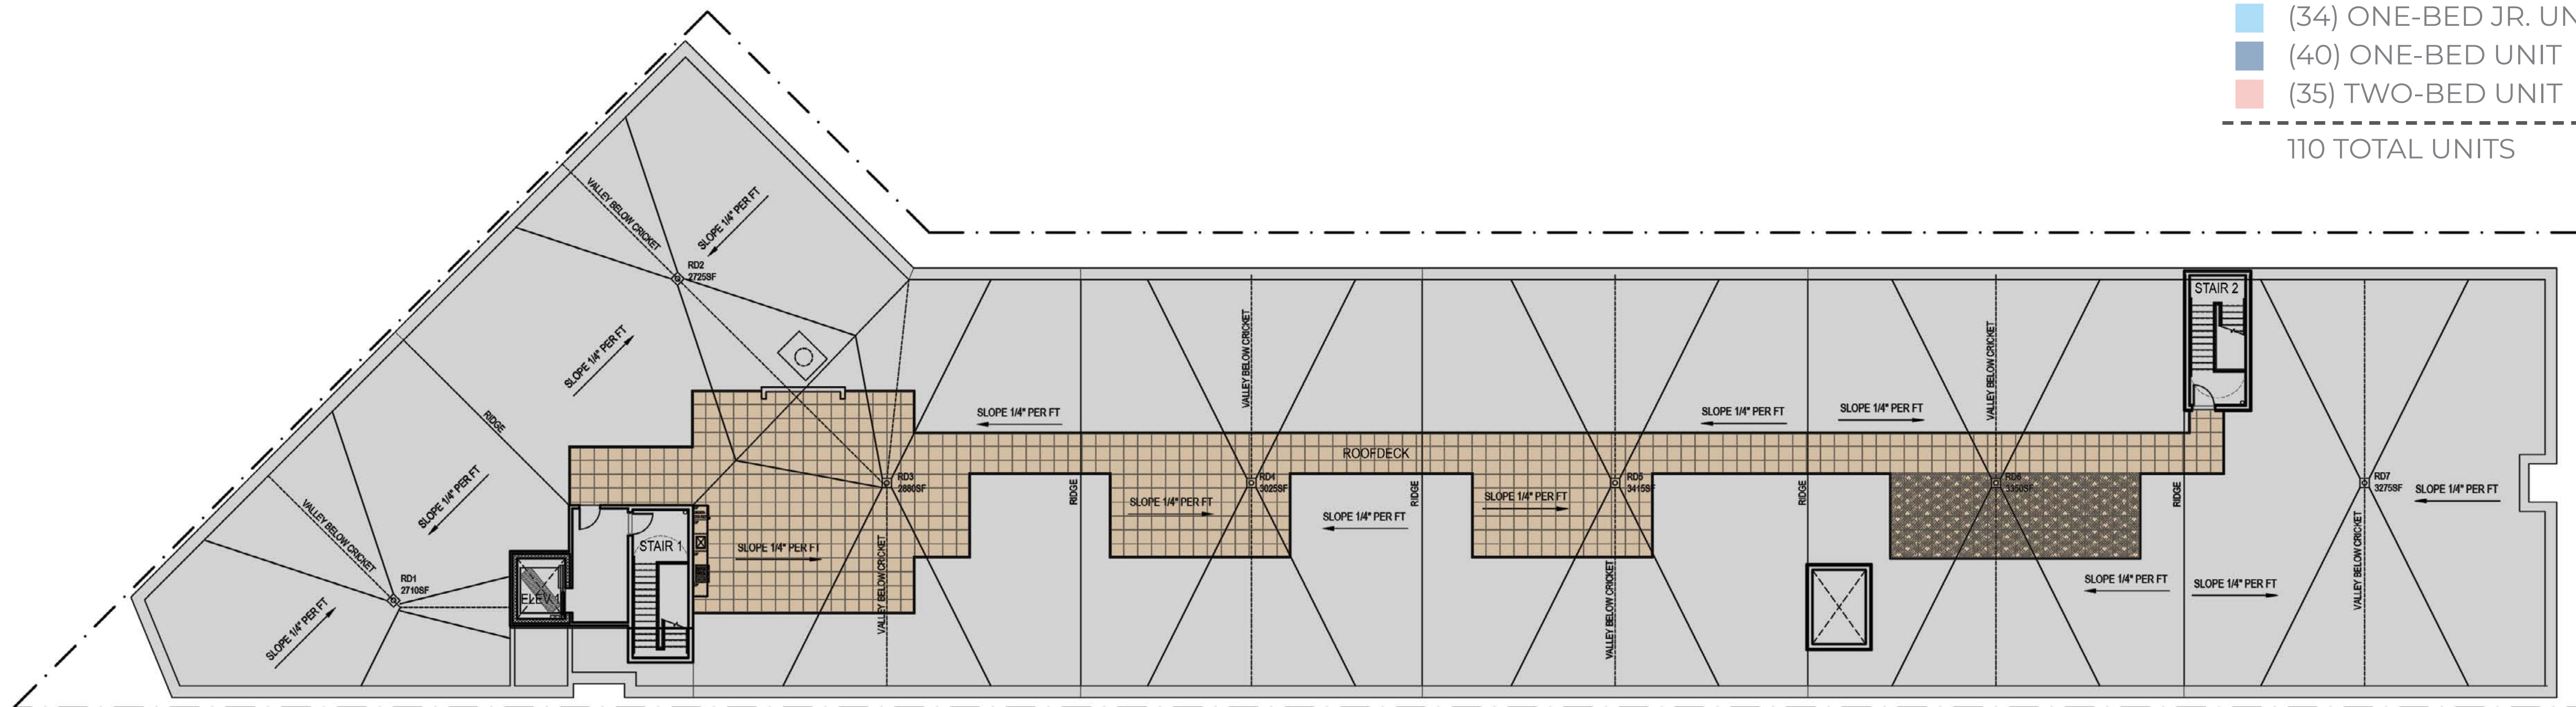 (34) ONE-BED JR. UN
(40) ONE-BED UNIT
(35) TWO-BED UNIT
110 TOTAL UNITS
VALLEY BELOW CRICKET
SLOPE 1/4" PER FT
RD2
2725SF
SLOPE 1/4" PER FT
RIDGE
SLOPE 1/4" PER FT
VALLEY BELOW CRICKET
RD1
2710SF
SLOPE 1/4" PER FT
ELEV.1
STAIR 1
SLOPE 1/4" PER FT
RD3
2880SF
VALLEY BELOW CRICKET
SLOPE 1/4" PER FT
RIDGE
VALLEY BELOW CRICKET
SLOPE 1/4" PER FT
RD4
3025SF
ROOFDECK
SLOPE 1/4" PER FT
RIDGE
SLOPE 1/4" PER FT
RD5
3415SF
VALLEY BELOW CRICKET
SLOPE 1/4" PER FT
SLOPE 1/4" PER FT
RIDGE
VALLEY BELOW CRICKET
RD6
3350SF
SLOPE 1/4" PER FT
RIDGE
STAIR 2
SLOPE 1/4" PER FT
RD7
3275SF
VALLEY BELOW CRICKET
SLOPE 1/4" PER FT